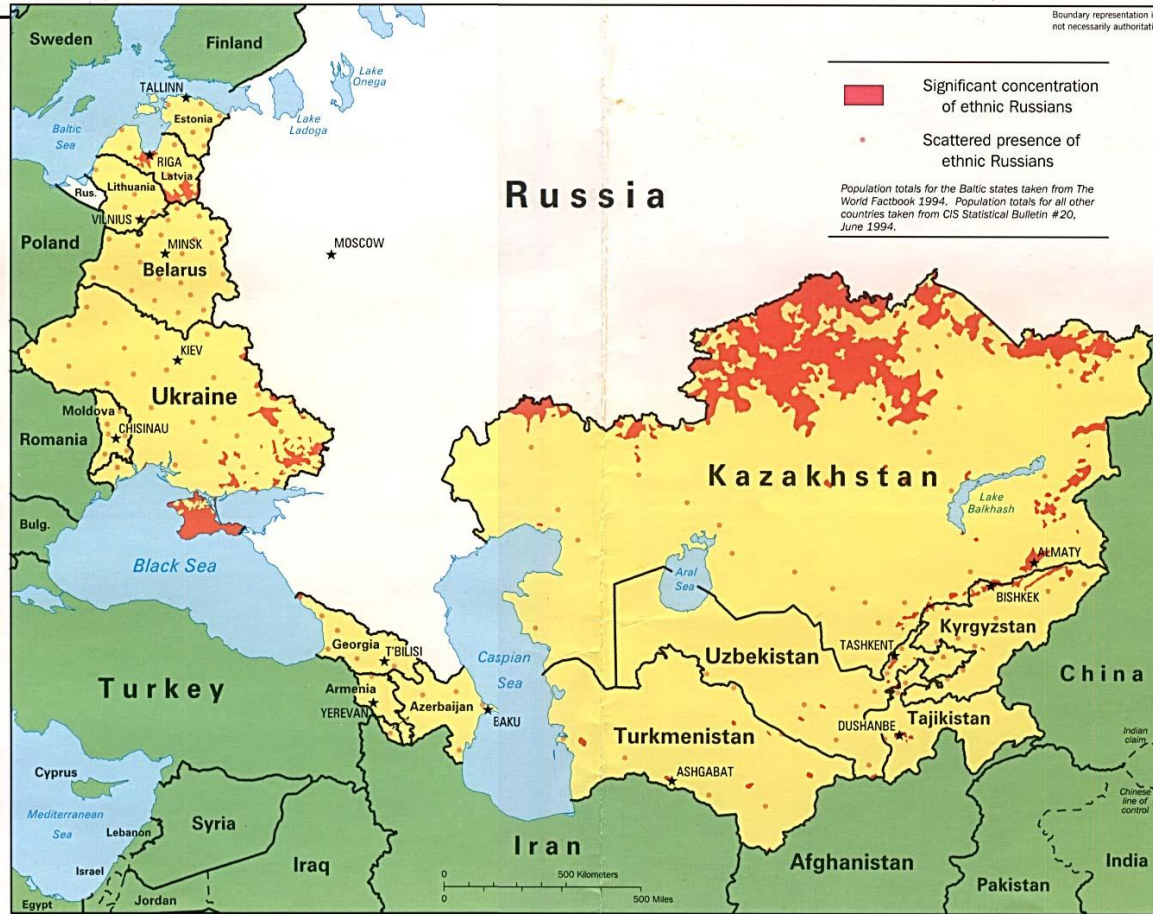 Boundary representation i
not necessarily authoritati
Sweden
Finland
Lake
Onega
Lake
Ladoga
TALLINN
Estonia
Baltic
Sea
RIGA
Latvia
Lithuania
Rus.
VILNIUS
Poland
MINSK
Belarus
MOSCOW
Russia
Significant concentration
of ethnic Russians
Scattered presence of
ethnic Russians
Population totals for the Baltic states taken from The
World Factbook 1994. Population totals for all other
countries taken from CIS Statistical Bulletin #20,
June 1994.
KIEV
Ukraine
Moldova
CHISINAU
Romania
Bulg.
Black Sea
Kazakhstan
Lake
Balkhash
ALMATY
BISHKEK
Aral
Sea
Kyrgyzstan
TASHKENT
Uzbekistan
Georgia
T'BILISI
Caspian
Sea
Turkey
Armenia
YEREVAN
Azerbaijan
BAKU
China
Turkmenistan
DUSHANBE
Tajikistan
ASHGABAT
Indian
claim
Chinese
line of
control
Cyprus
Mediterranean
Sea
Lebanon
Syria
Israel
Iraq
Iran
Afghanistan
Pakistan
India
Jordan
Egypt
0 500 Kilometers
0 500 Miles